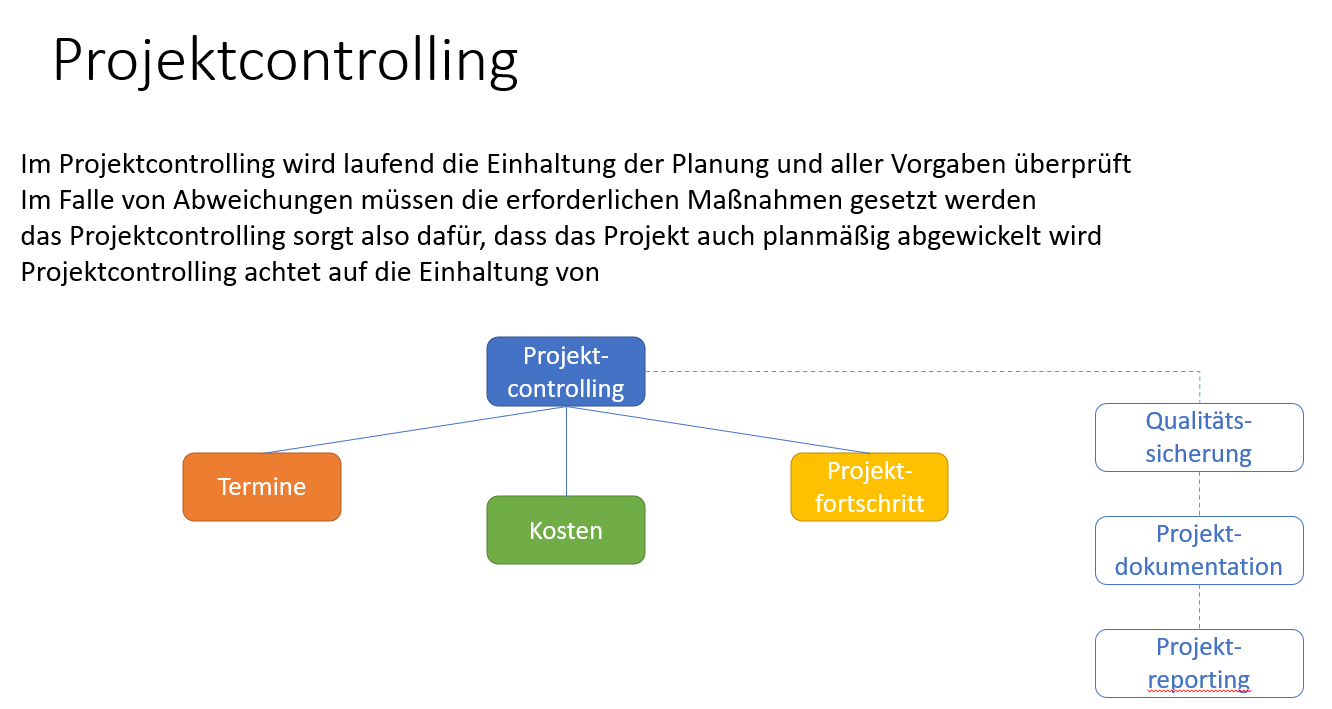 Projektcontrolling
Im Projektcontrolling wird laufend die Einhaltung der Planung und aller Vorgaben überprüft
Im Falle von Abweichungen müssen die erforderlichen Maßnahmen gesetzt werden
das Projektcontrolling sorgt also dafür, dass das Projekt auch planmäßig abgewickelt wird
Projektcontrolling achtet auf die Einhaltung von
Projekt-
controlling
Termine
Kosten
Projekt-
fortschritt
Qualitäts-
sicherung
Projekt-
dokumentation
Projekt-
reporting